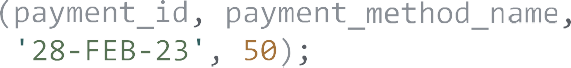 (payment_id, payment_method_name,
'28-FEB-23', 50);